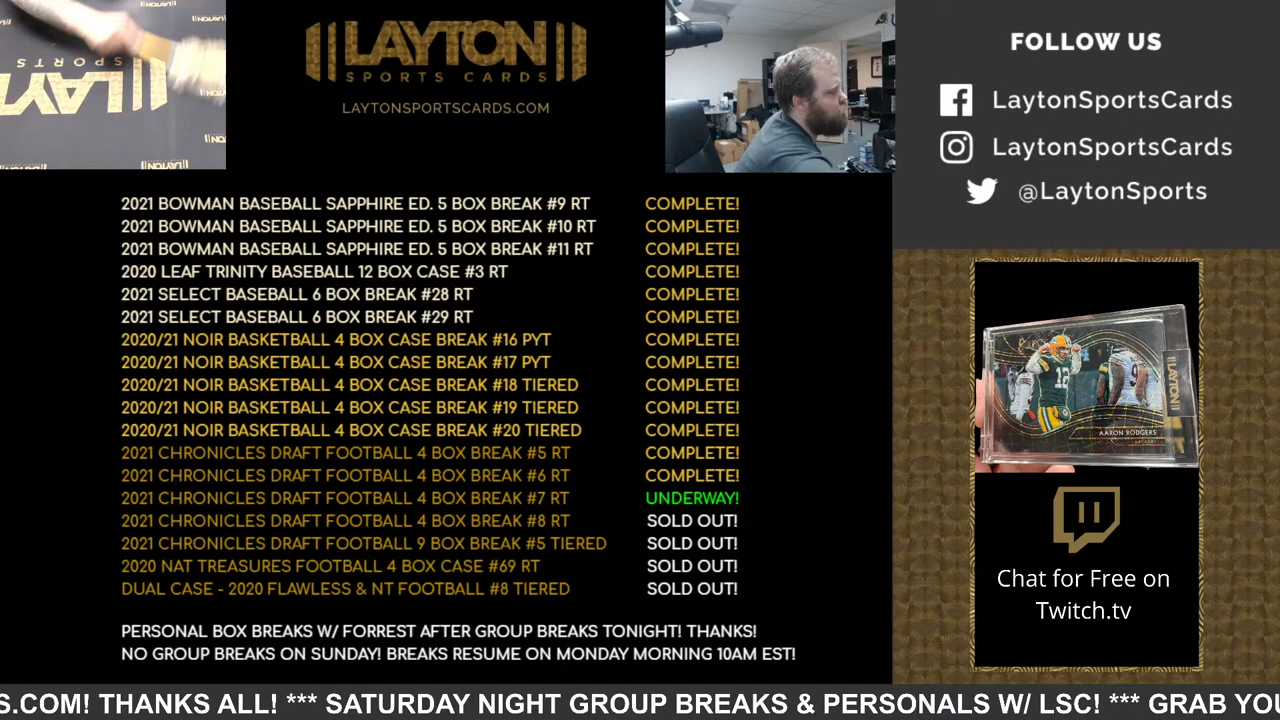 LAYTON
SPORTS CARDS
LAYTONSPORTSCARDS.COM
FOLLOW US
LaytonSportsCards
LaytonSportsCards
@LaytonSports
2021 BOWMAN BASEBALL SAPPHIRE ED. 5 BOX BREAK #9 RT COMPLETE!
2021 BOWMAN BASEBALL SAPPHIRE ED. 5 BOX BREAK #10 RT COMPLETE!
2021 BOWMAN BASEBALL SAPPHIRE ED. 5 BOX BREAK #11 RT COMPLETE!
2020 LEAF TRINITY BASEBALL 12 BOX CASE #3 RT COMPLETE!
2021 SELECT BASEBALL 6 BOX BREAK #28 RT COMPLETE!
2021 SELECT BASEBALL 6 BOX BREAK #29 RT COMPLETE!
2020/21 NOIR BASKETBALL 4 BOX CASE BREAK #16 PYT COMPLETE!
2020/21 NOIR BASKETBALL 4 BOX CASE BREAK #17 PYT COMPLETE!
2020/21 NOIR BASKETBALL 4 BOX CASE BREAK #18 TIERED COMPLETE!
2020/21 NOIR BASKETBALL 4 BOX CASE BREAK #19 TIERED COMPLETE!
2020/21 NOIR BASKETBALL 4 BOX CASE BREAK #20 TIERED COMPLETE!
2021 CHRONICLES DRAFT FOOTBALL 4 BOX BREAK #5 RT COMPLETE!
2021 CHRONICLES DRAFT FOOTBALL 4 BOX BREAK #6 RT COMPLETE!
2021 CHRONICLES DRAFT FOOTBALL 4 BOX BREAK #7 RT UNDERWAY!
2021 CHRONICLES DRAFT FOOTBALL 4 BOX BREAK #8 RT SOLD OUT!
2021 CHRONICLES DRAFT FOOTBALL 9 BOX BREAK #5 TIERED SOLD OUT!
2020 NAT TREASURES FOOTBALL 4 BOX CASE #69 RT SOLD OUT!
DUAL CASE - 2020 FLAWLESS & NT FOOTBALL #8 TIERED SOLD OUT!
PERSONAL BOX BREAKS W/ FORREST AFTER GROUP BREAKS TONIGHT! THANKS!
NO GROUP BREAKS ON SUNDAY! BREAKS RESUME ON MONDAY MORNING 10AM EST!
AARON RODGERS
Chat for Free on
Twitch.tv
S.COM! THANKS ALL! *** SATURDAY NIGHT GROUP BREAKS & PERSONALS W/ LSC! *** GRAB YOU